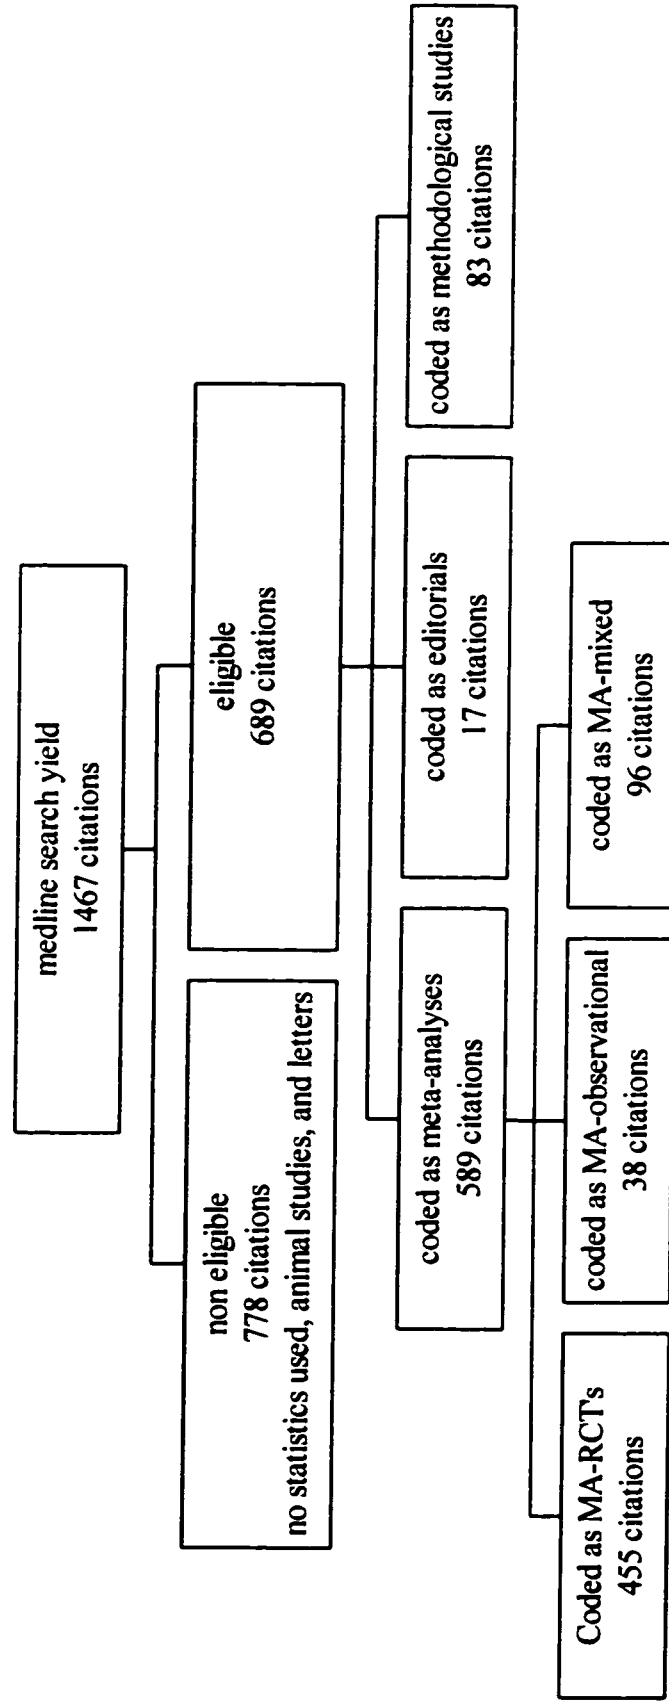 medline search yield
1467 citations
non eligible
778 citations
no statistics used, animal studies, and letters
eligible
689 citations
coded as meta-analyses
589 citations
coded as editorials
17 citations
coded as methodological studies
83 citations
Coded as MA-RCTs
455 citations
coded as MA-observational
38 citations
coded as MA-mixed
96 citations